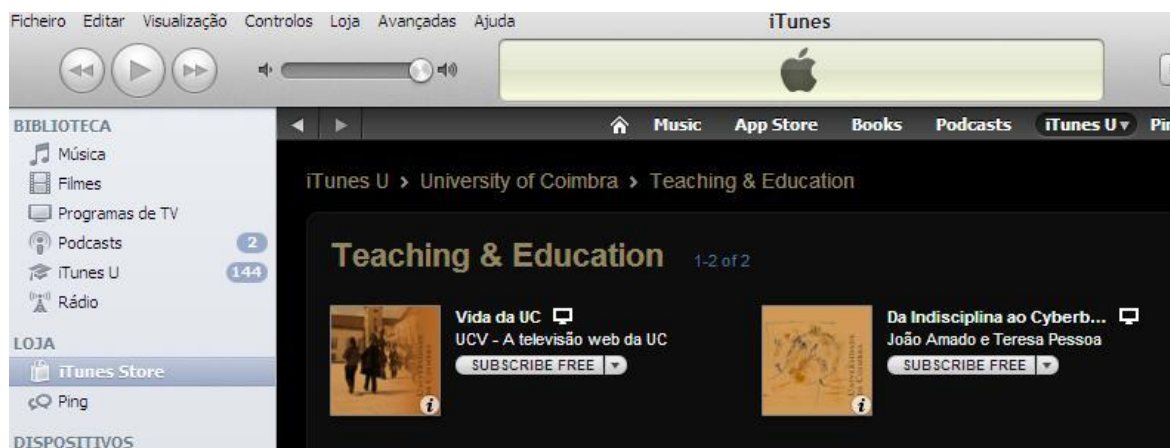 Ficheiro Editar Visualização Controlos Loja Avançadas Ajuda
iTunes
BIBLIOTECA
Música
Filmes
Programas de TV
Podcasts 2
iTunes U 144
Rádio
LOJA
iTunes Store
Ping
DISPOSITIVOS
Music App Store Books Podcasts iTunes U
iTunes U > University of Coimbra > Teaching & Education
Teaching & Education 1-2 of 2
Vida da UC
UCV - A televisão web da UC
SUBSCRIBE FREE
Da Indisciplina ao Cyberb...
João Amado e Teresa Pessoa
SUBSCRIBE FREE